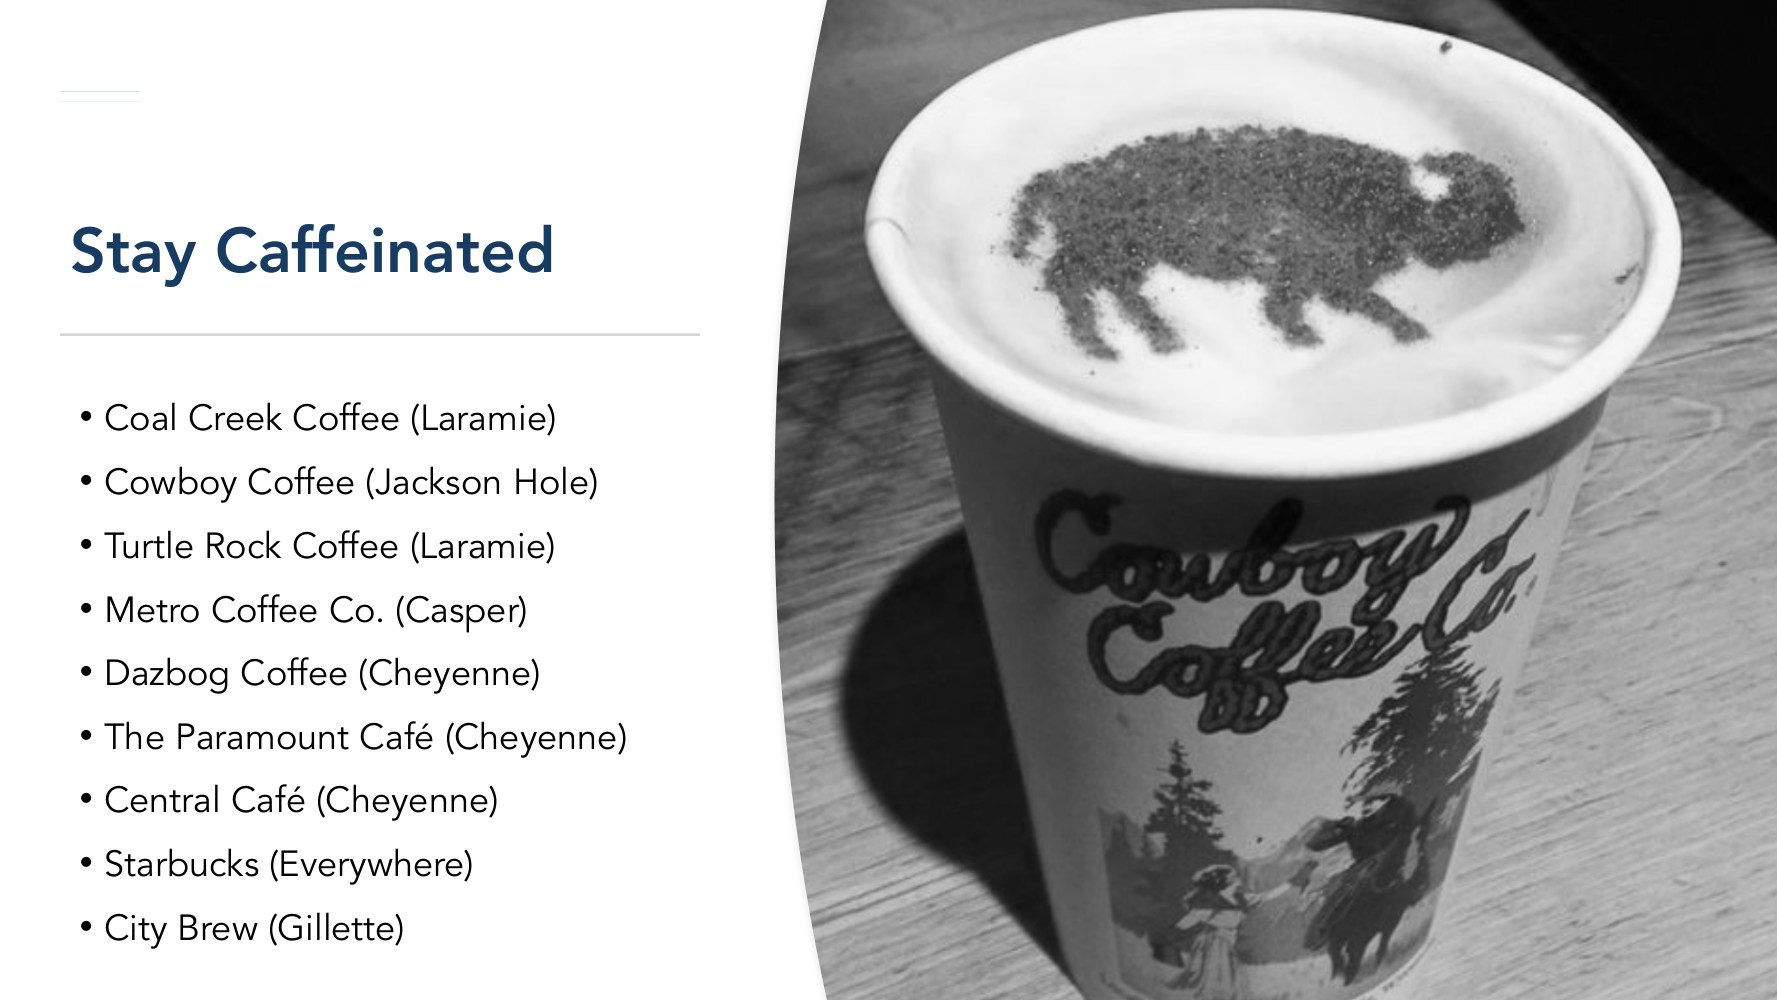 Stay Caffeinated
• Coal Creek Coffee (Laramie)
• Cowboy Coffee (Jackson Hole)
• Turtle Rock Coffee (Laramie)
• Metro Coffee Co. (Casper)
• Dazbog Coffee (Cheyenne)
• The Paramount Café (Cheyenne)
• Central Café (Cheyenne)
• Starbucks (Everywhere)
• City Brew (Gillette)
Cowboy
Coffee Co.